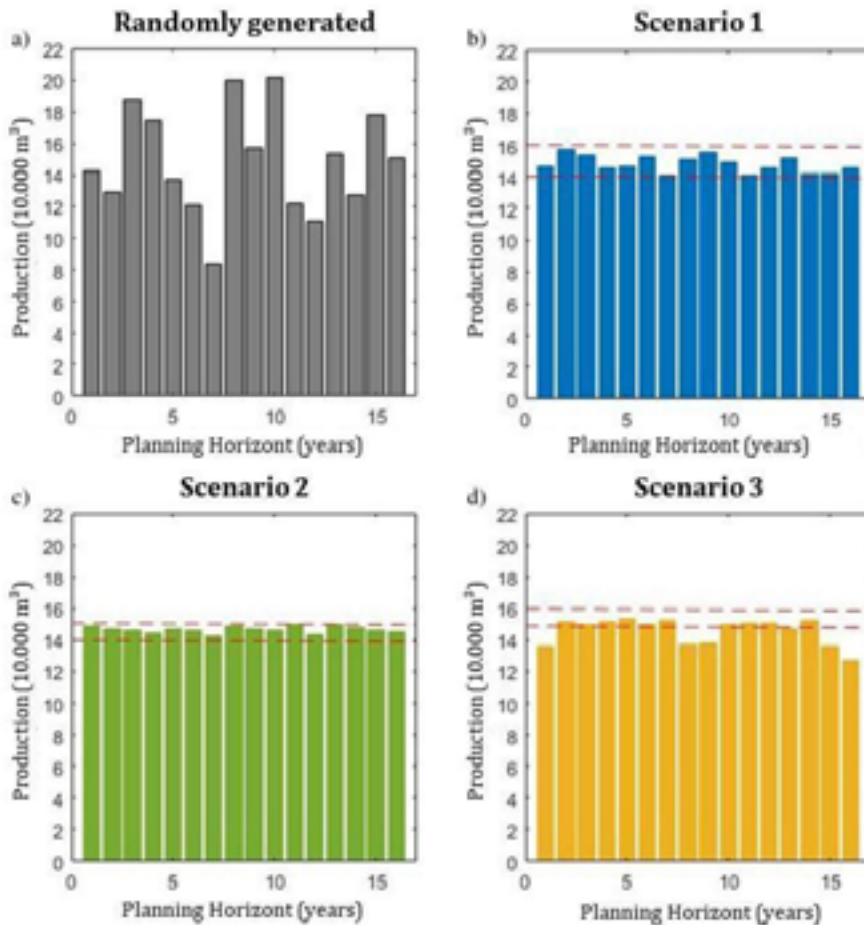 a)
Randomly generated
Production (10.000 m³)
22
20
18
16
14
12
10
8
6
4
2
0
0 5 10 15
Planning Horizont (years)
b)
Scenario 1
Production (10.000 m³)
22
20
18
16
14
12
10
8
6
4
2
0
0 5 10 15
Planning Horizont (years)
c)
Scenario 2
Production (10.000 m³)
22
20
18
16
14
12
10
8
6
4
2
0
0 5 10 15
Planning Horizont (years)
d)
Scenario 3
Production (10.000 m³)
22
20
18
16
14
12
10
8
6
4
2
0
0 5 10 15
Planning Horizont (years)